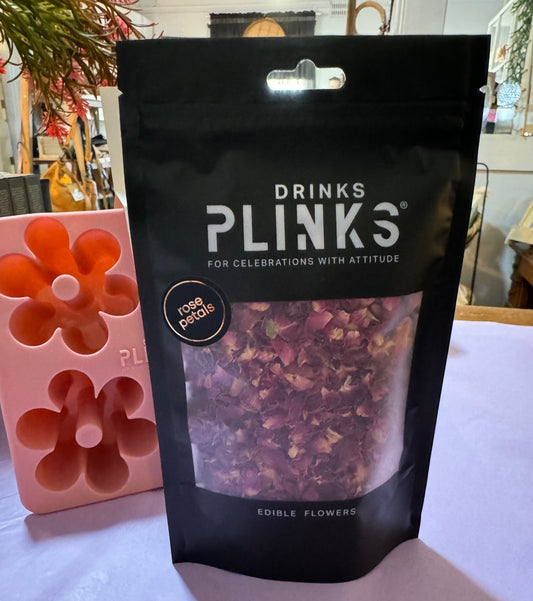 DRINKS
PLINKS®
FOR CELEBRATIONS WITH ATTITUDE
rose
petals
EDIBLE FLOWERS